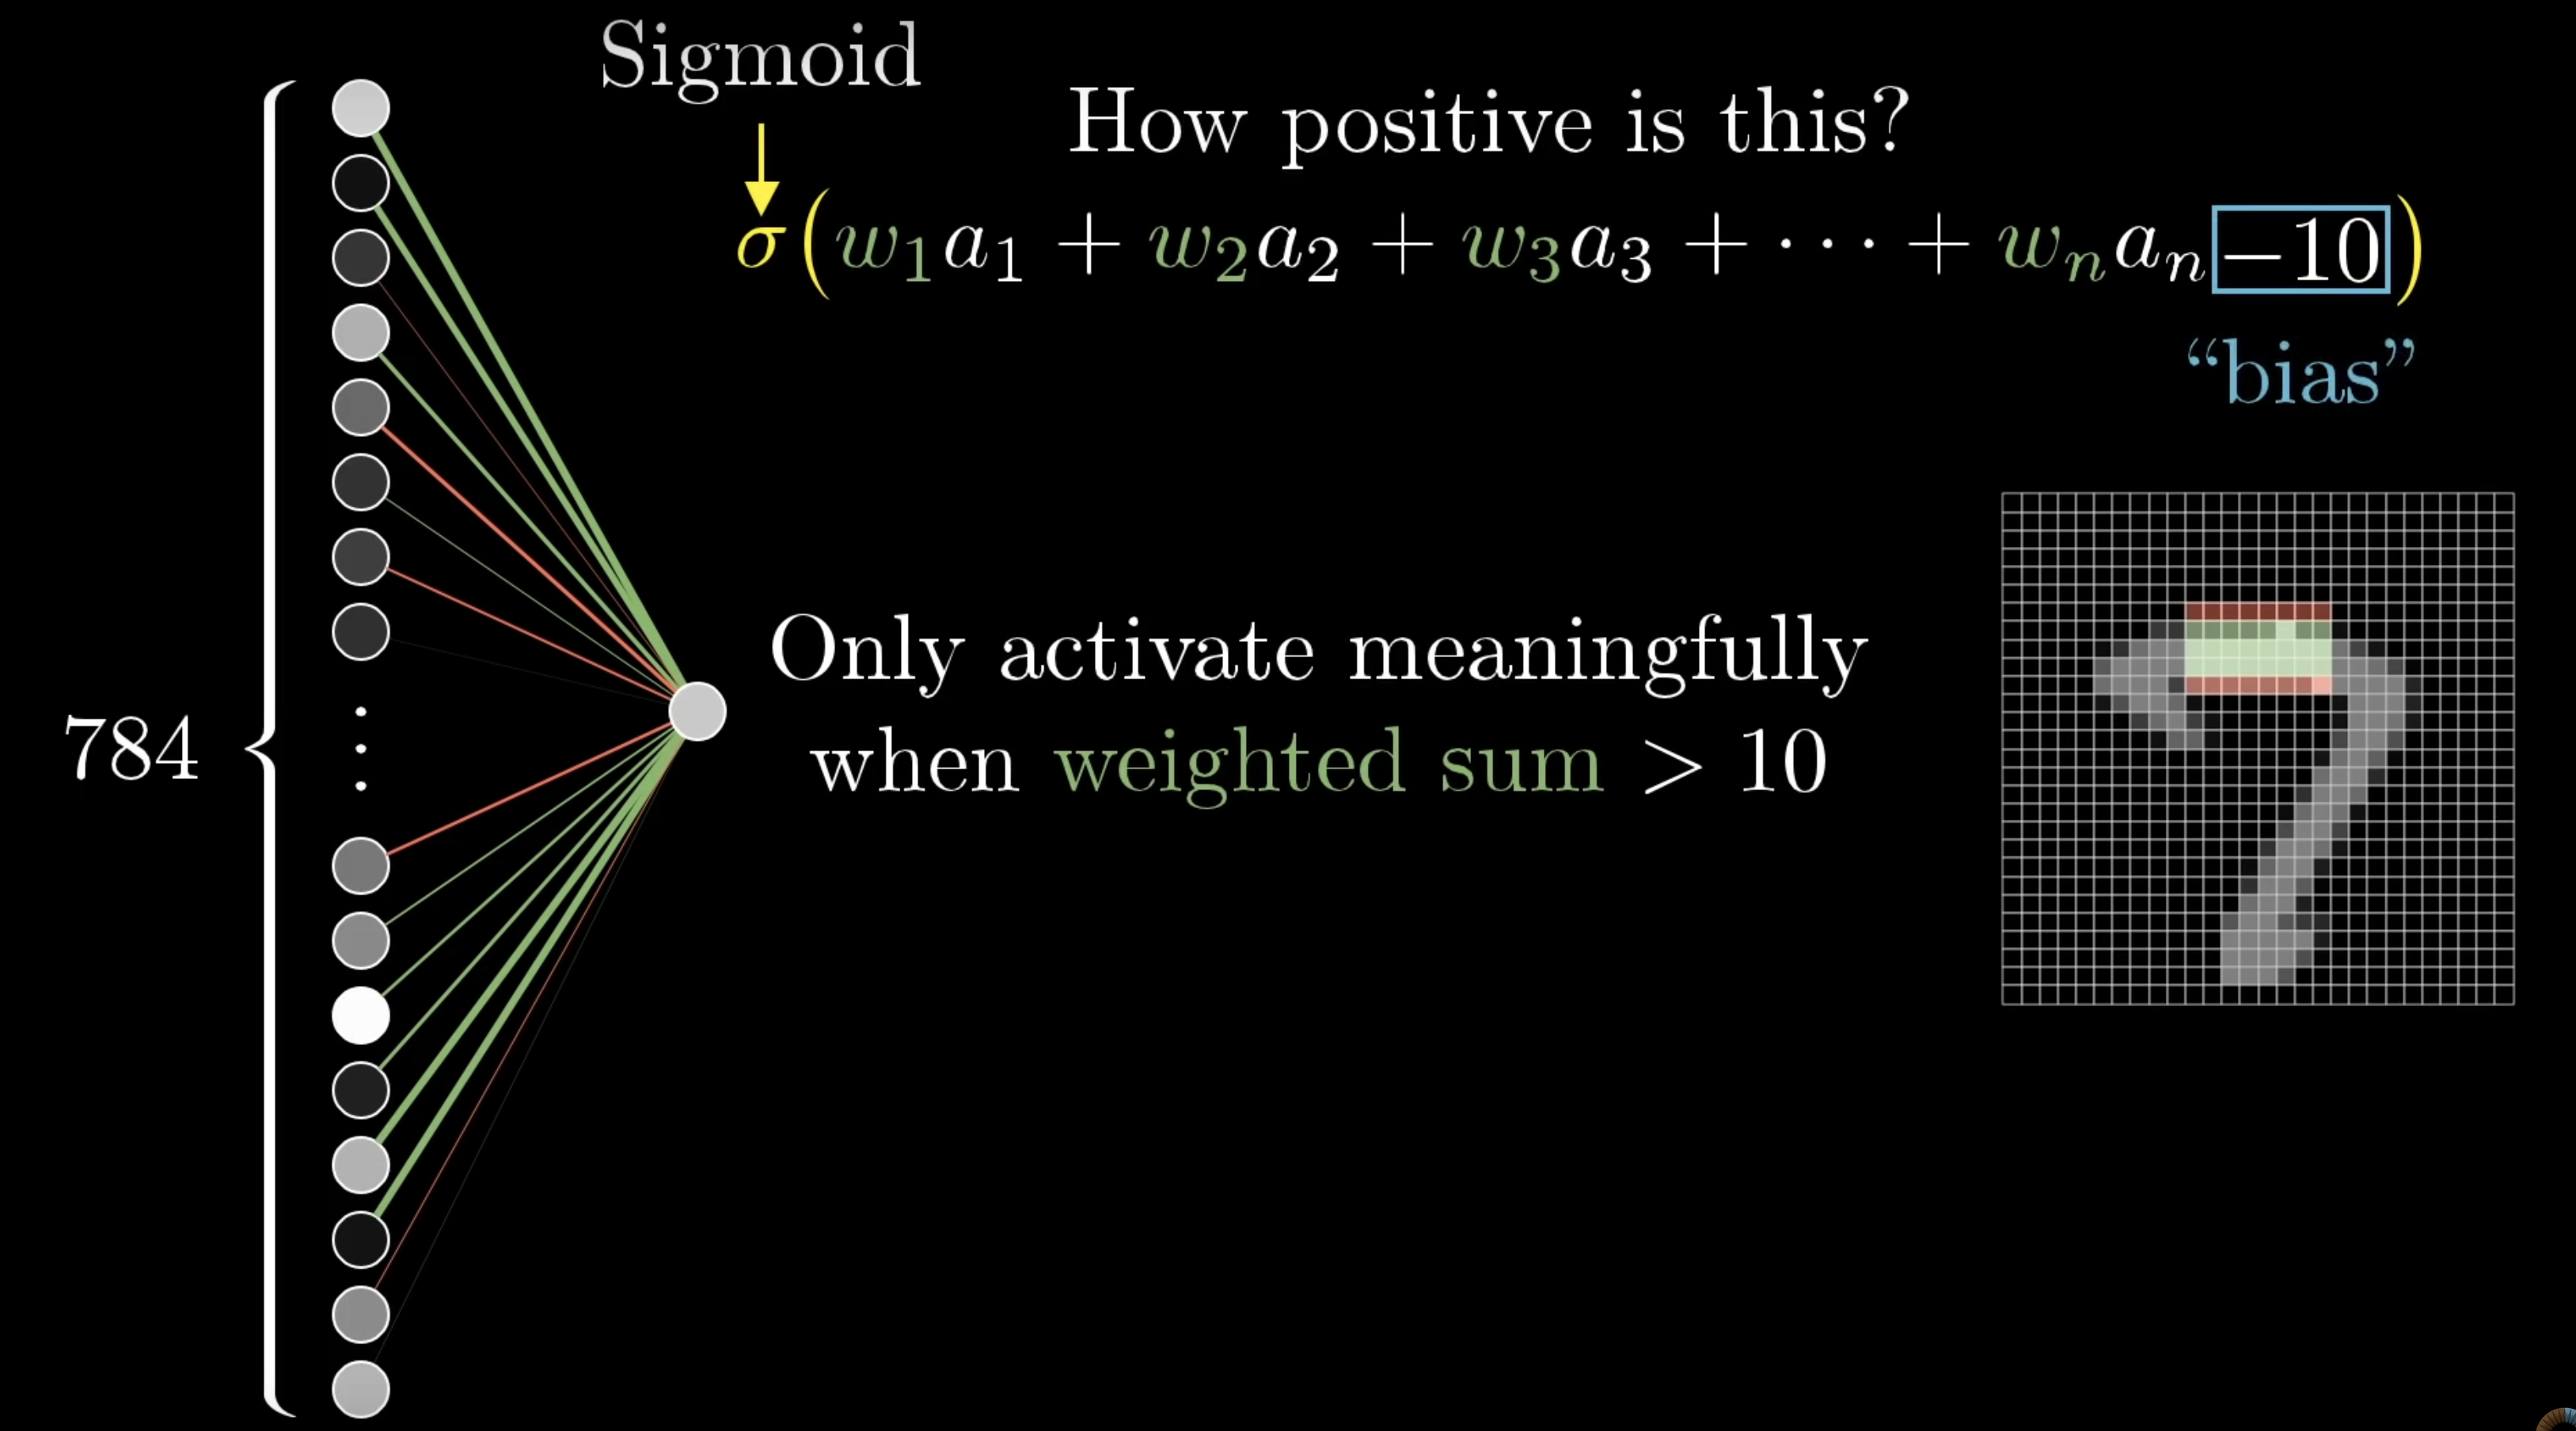 Sigmoid
How positive is this?
σ(w₁a₁ + w₂a₂ + w₃a₃ + ⋯ + wₙaₙ −10)
“bias”
784
Only activate meaningfully
when weighted sum > 10